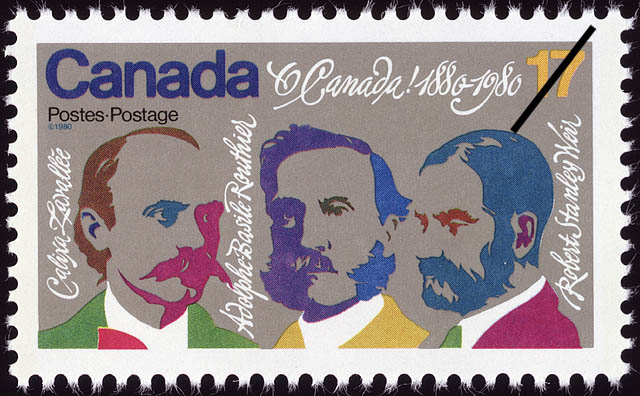 Canada
O Canada! 1880-1980
17
Postes·Postage
©1980
Calixa Lavallée
Adolphe-Basile Routhier
Robert Stanley Weir